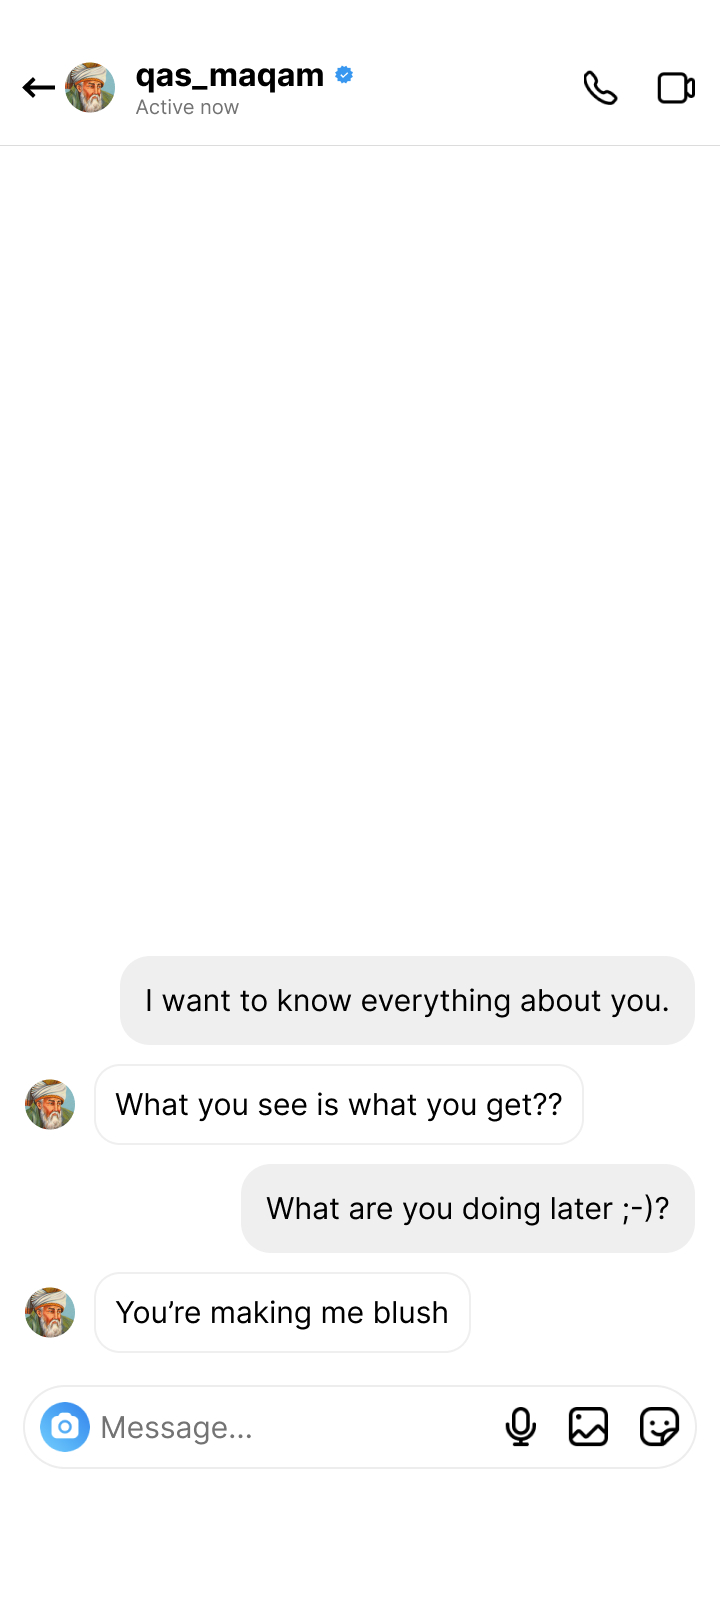 qas_maqam
Active now
I want to know everything about you.
What you see is what you get??
What are you doing later ;-)?
You’re making me blush
Message...